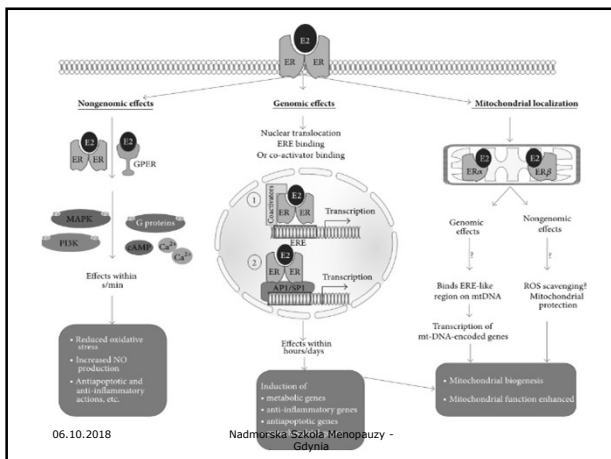 E2
ER ER
Nongenomic effects
Genomic effects
Mitochondrial localization
E2
ER ER
E2
GPER
MAPK
PI3K
G proteins
cAMP
Ca2+
Ca2+
Effects within
s/min
• Reduced oxidative
stress
• Increased NO
production
• Antiapoptotic and
anti-inflammatory
actions, etc.
Nuclear translocation
ERE binding
Or co-activator binding
1
Coactivators
E2
ER ER
Transcription
ERE
2
E2
ER ER
AP1/SP1
Transcription
Effects within
hours/days
Induction of
• metabolic genes
• anti-inflammatory genes
• antiapoptotic genes
E2
ERα
E2
ERβ
Genomic
effects
Nongenomic
effects
?
?
Binds ERE-like
region on mtDNA
ROS scavenging?
Mitochondrial
protection
Transcription of
mt-DNA-encoded genes
• Mitochondrial biogenesis
• Mitochondrial function enhanced
06.10.2018
Nadmorska Szkoła Menopauzy -
Gdynia